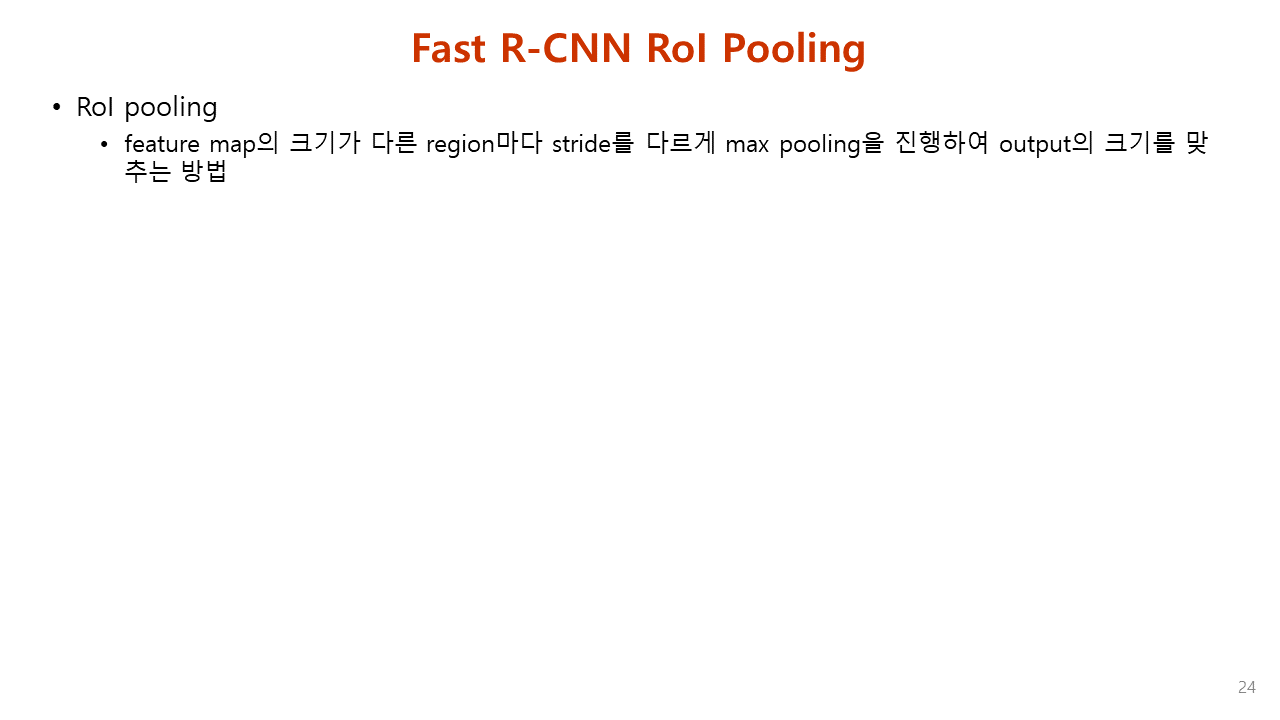 Fast R-CNN RoI Pooling
• RoI pooling
• feature map의 크기가 다른 region마다 stride를 다르게 max pooling을 진행하여 output의 크기를 맞
추는 방법
24